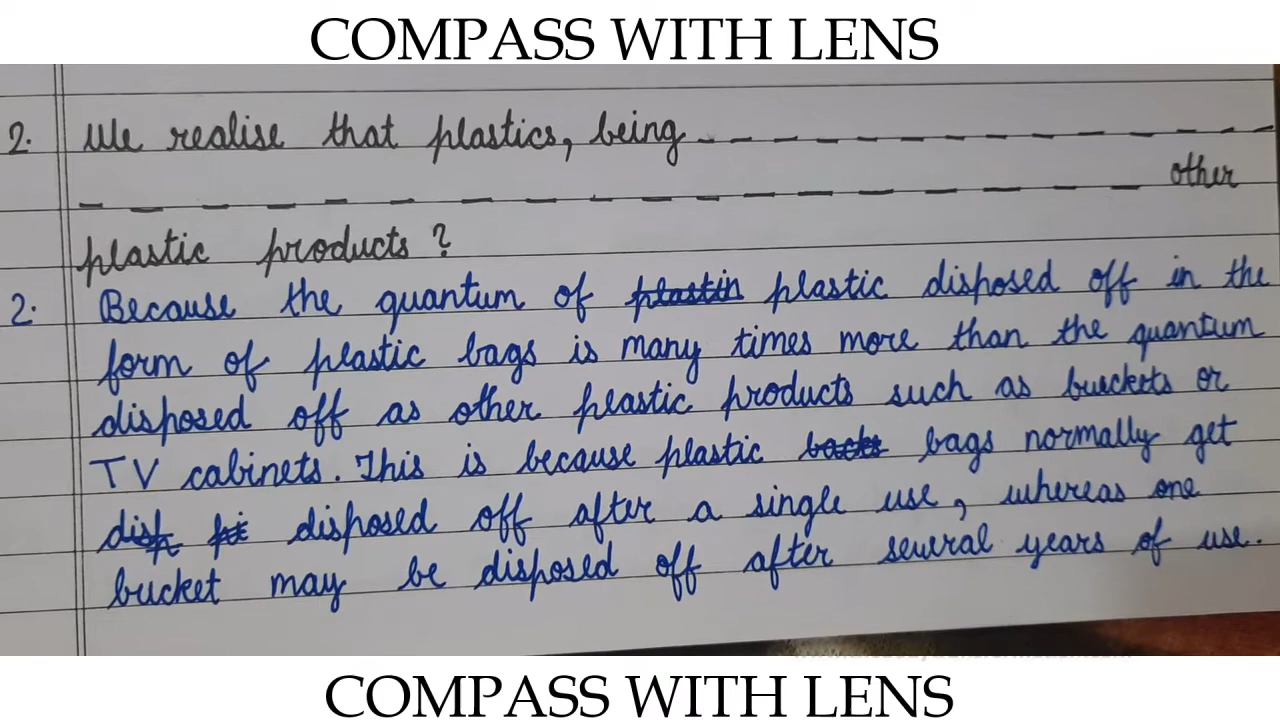 COMPASS WITH LENS
2. We realise that plastics, being _ _ _ _ _ _ _ _ _ _ _ _ _
_ _ _ _ _ _ _ _ _ _ _ _ _ _ _ _ _ other
plastic products?
2. Because the quantum of plastin plastic disposed off in the
form of plastic bags is many times more than the quantum
disposed off as other plastic products such as buckets or
TV cabinets. This is because plastic bags normally get
disposed off after a single use, whereas one
bucket may be disposed off after several years of use.
COMPASS WITH LENS